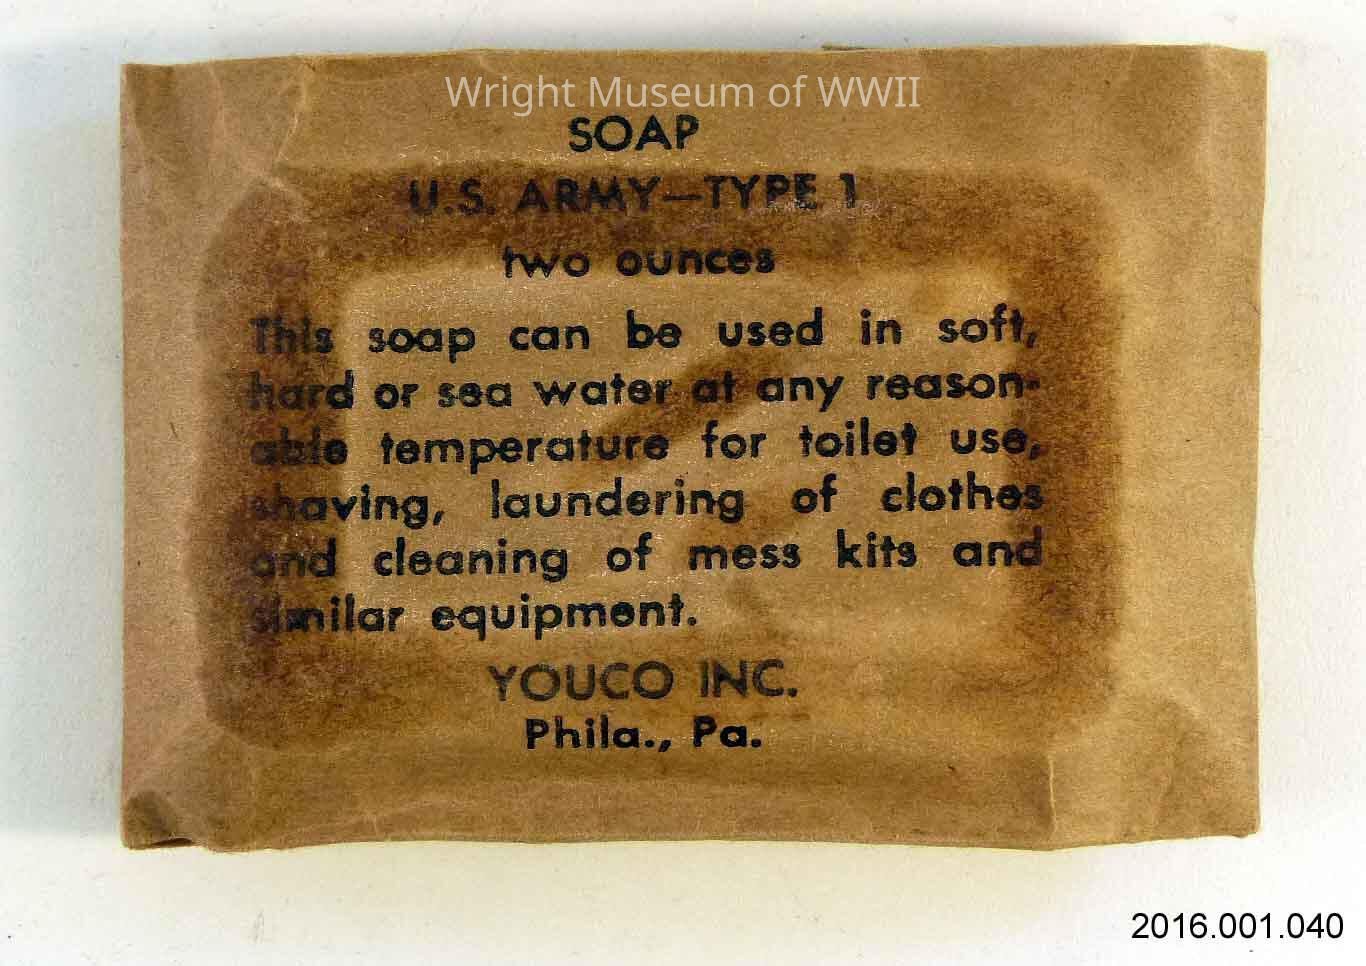 Wright Museum of WWII
SOAP
U.S. ARMY—TYPE 1
two ounces
This soap can be used in soft,
hard or sea water at any reason-
able temperature for toilet use,
shaving, laundering of clothes
and cleaning of mess kits and
similar equipment.
YOUCO INC.
Phila., Pa.
2016.001.040